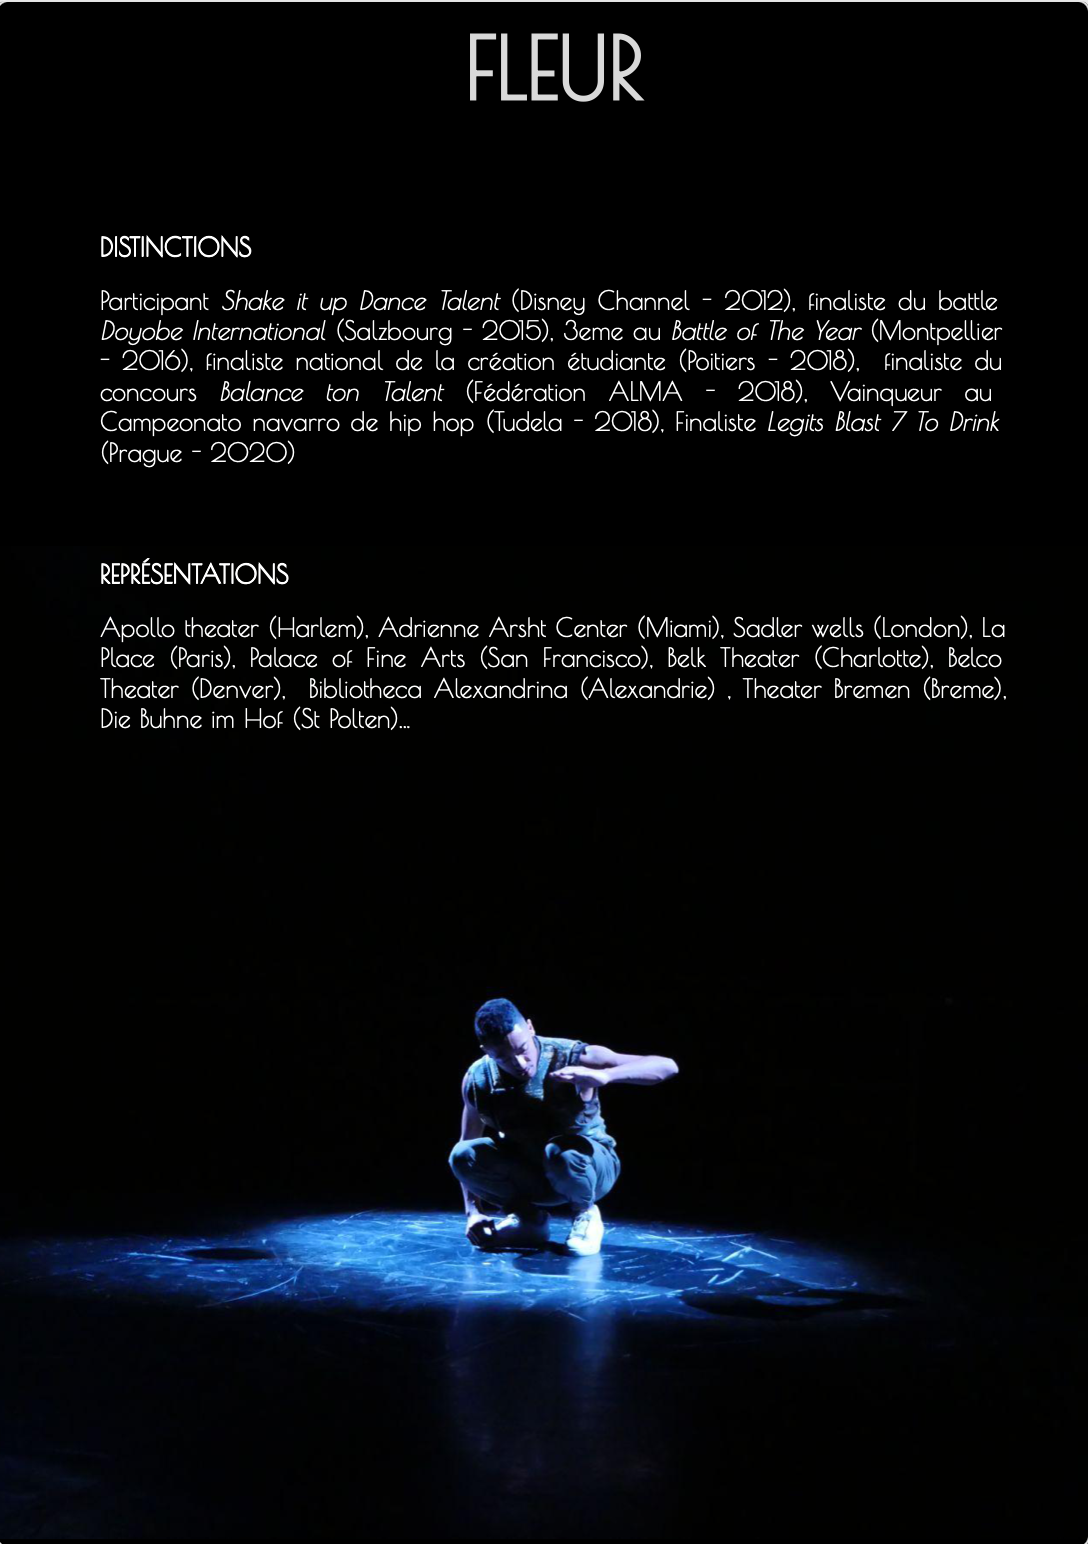 FLEUR
DISTINCTIONS
Participant Shake it up Dance Talent (Disney Channel - 2012), finaliste du battle
Doyobe International (Salzbourg - 2015), 3eme au Battle of The Year (Montpellier
- 2016), finaliste national de la création étudiante (Poitiers - 2018), finaliste du
concours Balance ton Talent (Fédération ALMA - 2018), Vainqueur au
Campeonato navarro de hip hop (Tudela - 2018), Finaliste Legits Blast 7 To Drink
(Prague - 2020)
REPRÉSENTATIONS
Apollo theater (Harlem), Adrienne Arsht Center (Miami), Sadler wells (London), La
Place (Paris), Palace of Fine Arts (San Francisco), Belk Theater (Charlotte), Belco
Theater (Denver), Bibliotheca Alexandrina (Alexandrie) , Theater Bremen (Breme),
Die Buhne im Hof (St Polten)...